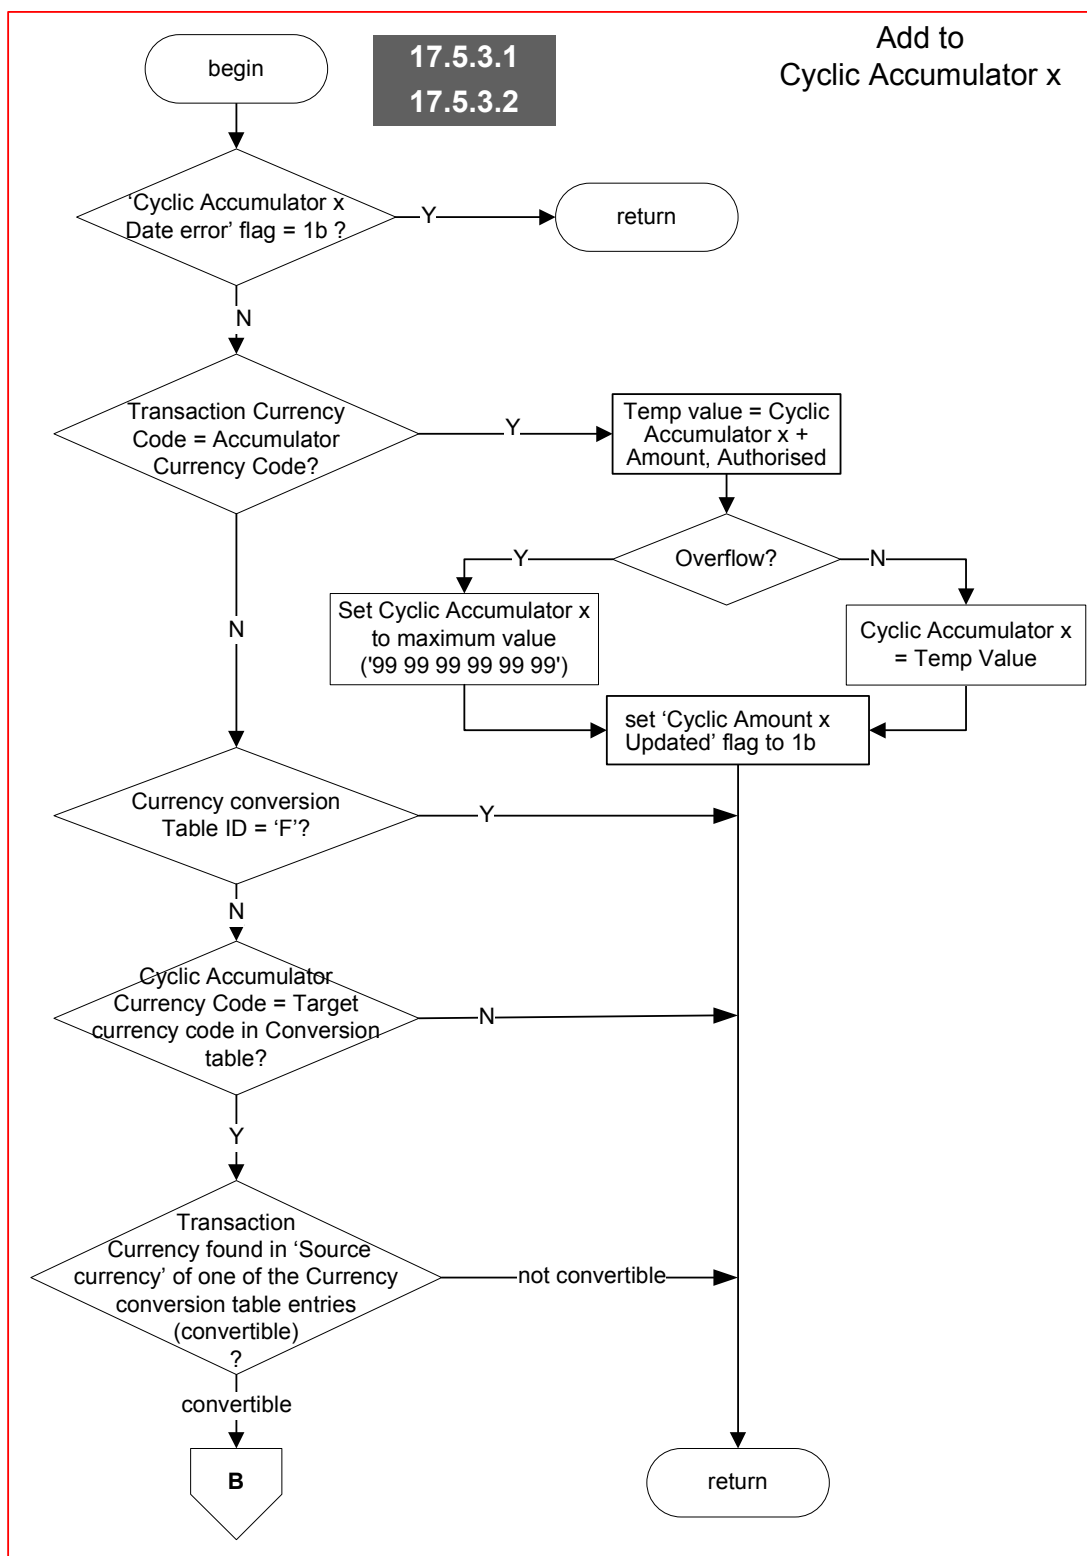 Add to
Cyclic Accumulator x
17.5.3.1
17.5.3.2
begin
‘Cyclic Accumulator x
Date error’ flag = 1b ?
Y
return
N
Transaction Currency
Code = Accumulator
Currency Code?
Y
Temp value = Cyclic
Accumulator x +
Amount, Authorised
Overflow?
Y
N
Set Cyclic Accumulator x
to maximum value
('99 99 99 99 99 99')
Cyclic Accumulator x
= Temp Value
N
set ‘Cyclic Amount x
Updated’ flag to 1b
Currency conversion
Table ID = ‘F’?
Y
N
Cyclic Accumulator
Currency Code = Target
currency code in Conversion
table?
N
Y
Transaction
Currency found in ‘Source
currency’ of one of the Currency
conversion table entries
(convertible)
?
not convertible
convertible
B
return